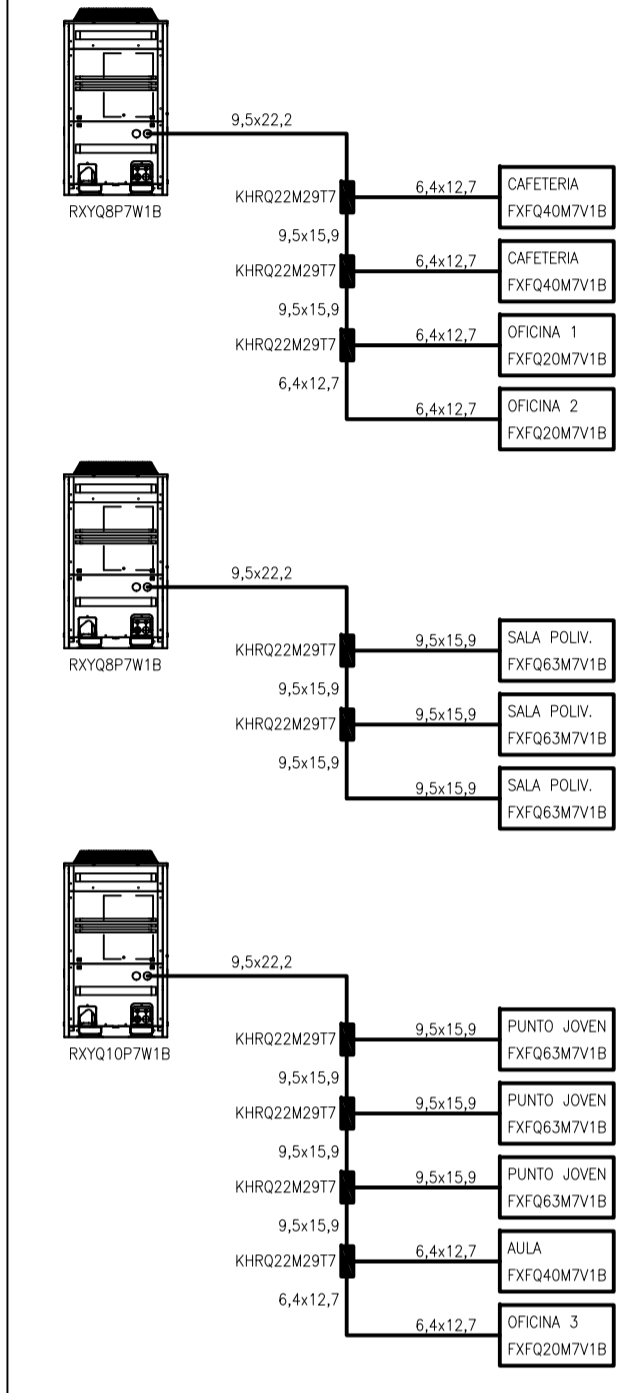 9,5x22,2
RXYQ8P7W1B
KHRQ22M29T7
6,4x12,7
CAFETERIA
FXFQ40M7V1B
9,5x15,9
KHRQ22M29T7
6,4x12,7
CAFETERIA
FXFQ40M7V1B
9,5x15,9
KHRQ22M29T7
6,4x12,7
OFICINA 1
FXFQ20M7V1B
6,4x12,7
6,4x12,7
OFICINA 2
FXFQ20M7V1B
9,5x22,2
RXYQ8P7W1B
KHRQ22M29T7
9,5x15,9
SALA POLIV.
FXFQ63M7V1B
9,5x15,9
KHRQ22M29T7
9,5x15,9
SALA POLIV.
FXFQ63M7V1B
9,5x15,9
9,5x15,9
SALA POLIV.
FXFQ63M7V1B
9,5x22,2
RXYQ10P7W1B
KHRQ22M29T7
9,5x15,9
PUNTO JOVEN
FXFQ63M7V1B
9,5x15,9
KHRQ22M29T7
9,5x15,9
PUNTO JOVEN
FXFQ63M7V1B
9,5x15,9
KHRQ22M29T7
9,5x15,9
PUNTO JOVEN
FXFQ63M7V1B
9,5x15,9
KHRQ22M29T7
6,4x12,7
AULA
FXFQ40M7V1B
6,4x12,7
6,4x12,7
OFICINA 3
FXFQ20M7V1B